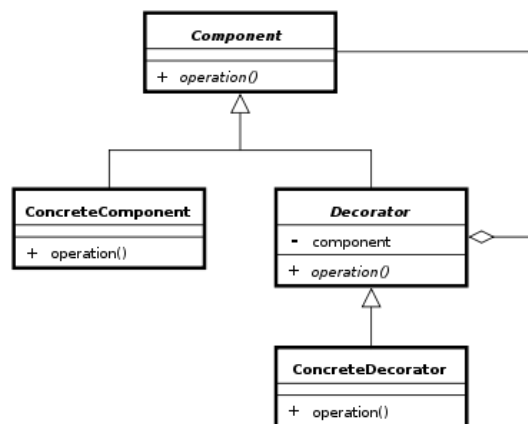 Component
+ operation()
ConcreteComponent
+ operation()
Decorator
- component
+ operation()
ConcreteDecorator
+ operation()